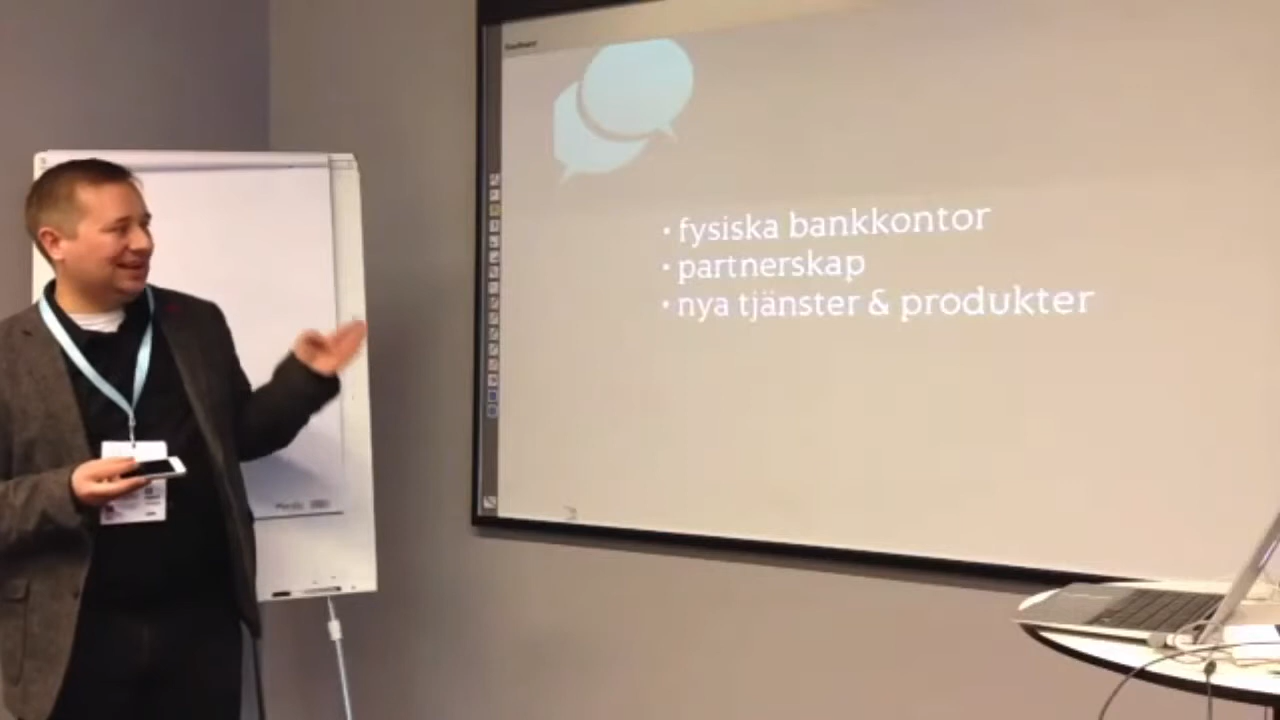 • fysiska bankkontor
• partnerskap
• nya tjänster & produkter